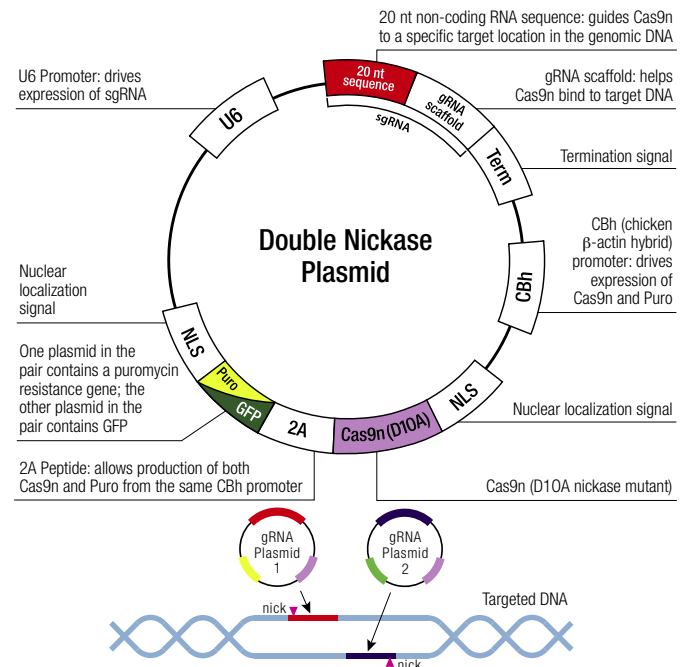 20 nt non-coding RNA sequence: guides Cas9n
to a specific target location in the genomic DNA
U6 Promoter: drives
expression of sgRNA
gRNA scaffold: helps
Cas9n bind to target DNA
20 nt
sequence
gRNA
scaffold
sgRNA
U6
Term
Termination signal
Double Nickase
Plasmid
CBh (chicken
β-actin hybrid)
promoter: drives
expression of
Cas9n and Puro
CBh
Nuclear
localization
signal
NLS
One plasmid in the
pair contains a puromycin
resistance gene; the
other plasmid in the
pair contains GFP
Puro
GFP
2A
Cas9n (D10A)
NLS
Nuclear localization signal
2A Peptide: allows production of both
Cas9n and Puro from the same CBh promoter
Cas9n (D10A nickase mutant)
gRNA
Plasmid
1
gRNA
Plasmid
2
Targeted DNA
nick
nick